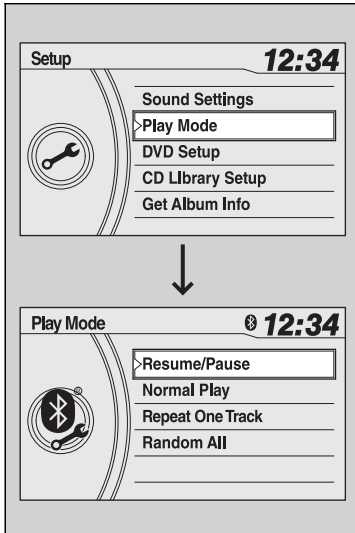 Setup 12:34
Sound Settings
Play Mode
DVD Setup
CD LIbrary Setup
Get Album Info
Play Mode 12:34
Resume/Pause
Normal Play
Repeat One Track
Random All